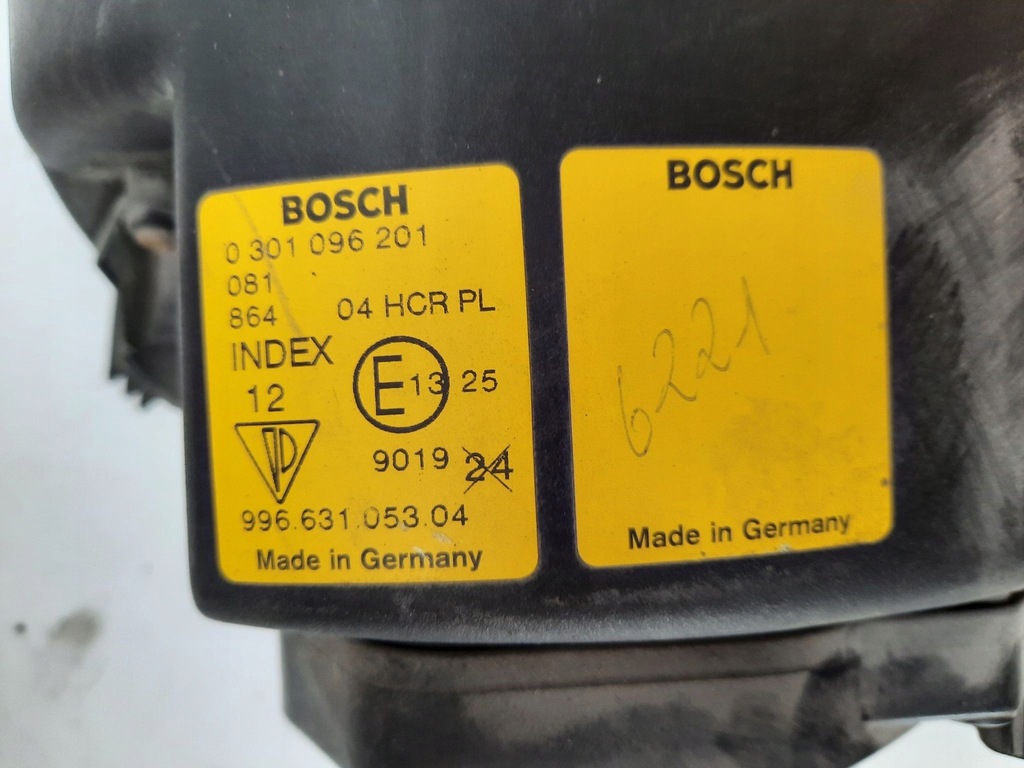 BOSCH
0 301 096 201
081
864 04 HCR PL
INDEX
12 E 13 25
9019 24
996.631.053.04
Made in Germany
BOSCH
6221
Made in Germany